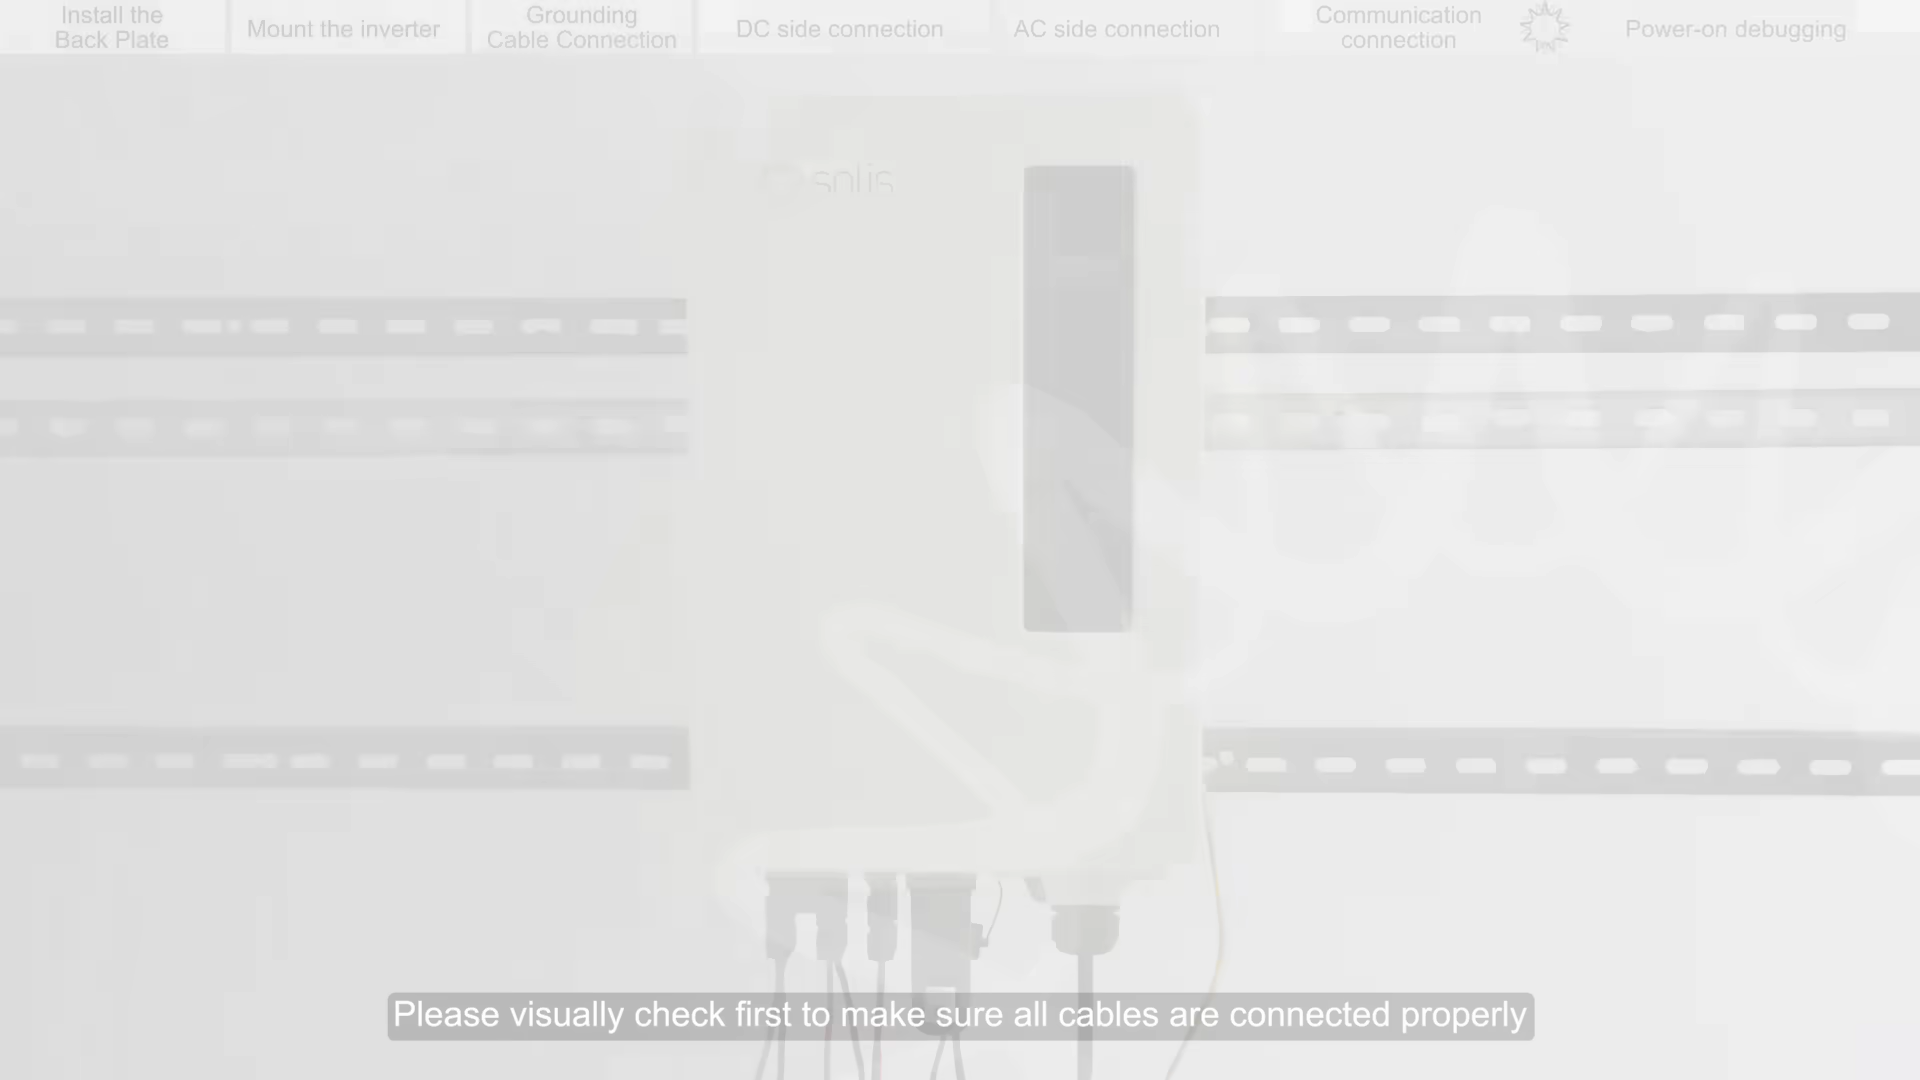 Install the
Back Plate
Mount the inverter
Grounding
Cable Connection
DC side connection
AC side connection
Communication
connection
Power-on debugging
solis
Please visually check first to make sure all cables are connected properly